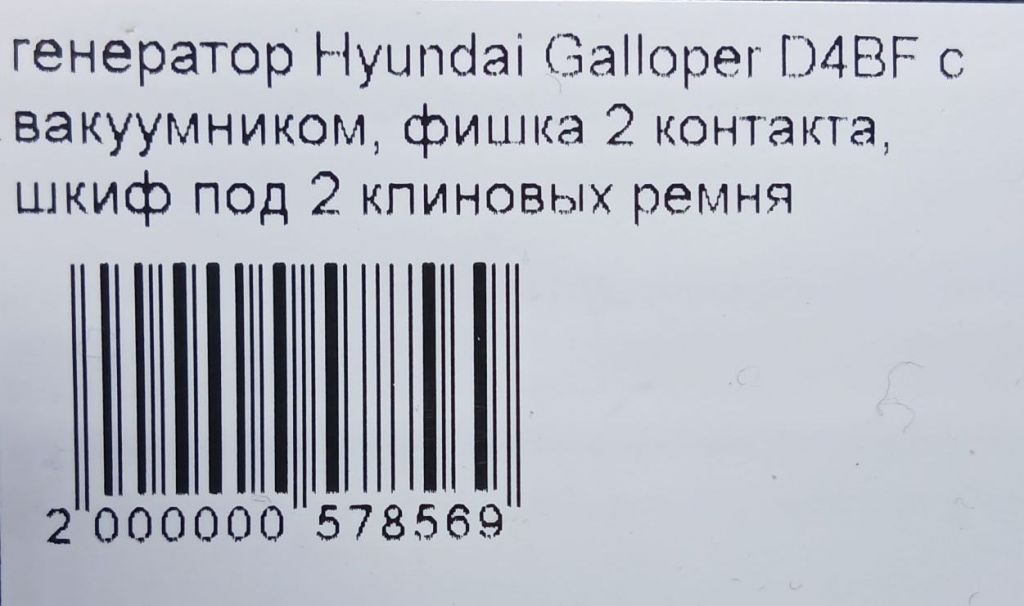 генератор Hyundai Galloper D4BF с
вакуумником, фишка 2 контакта,
шкиф под 2 клиновых ремня
2 000000 578569